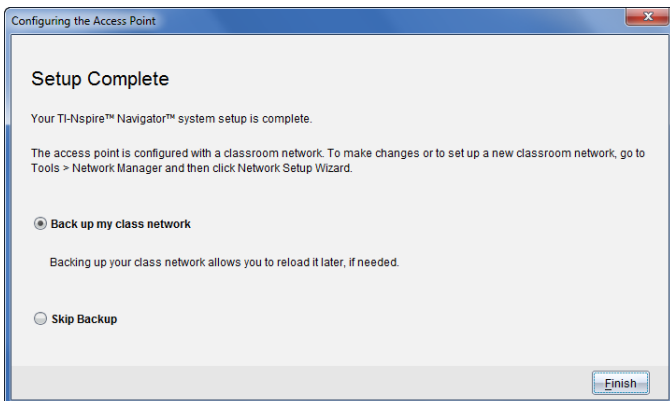 Configuring the Access Point
Setup Complete
Your TI-Nspire™ Navigator™ system setup is complete.
The access point is configured with a classroom network. To make changes or to set up a new classroom network, go to
Tools > Network Manager and then click Network Setup Wizard.
Back up my class network
Backing up your class network allows you to reload it later, if needed.
Skip Backup
Finish